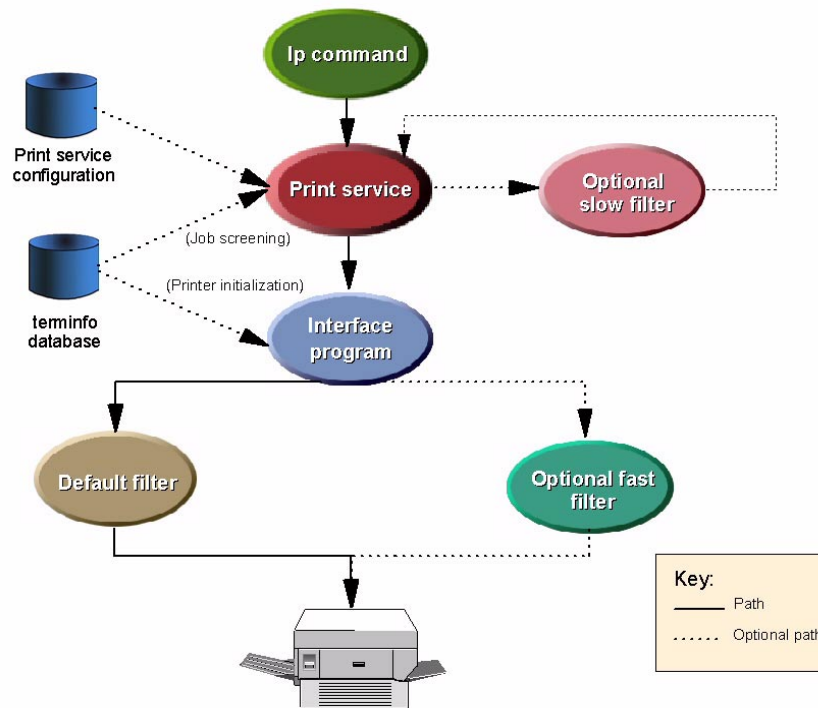 lp command
Print service
configuration
Print service
Optional
slow filter
(Job screening)
(Printer initialization)
terminfo
database
Interface
program
Default filter
Optional fast
filter
Key:
Path
Optional path